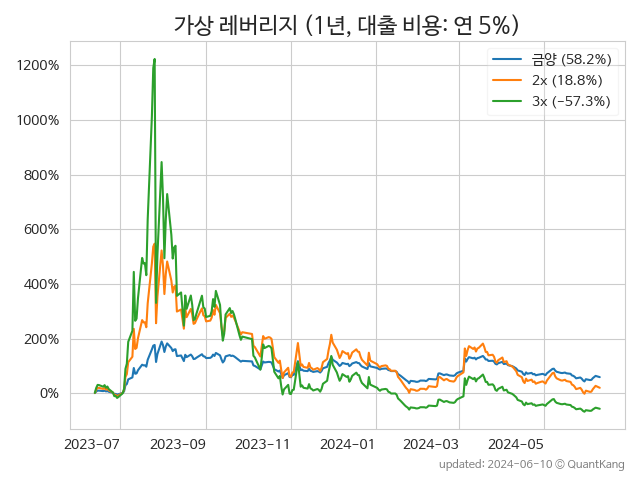 가상 레버리지 (1년, 대출 비용: 연 5%)
금양 (58.2%)
2x (18.8%)
3x (−57.3%)
1200%
1000%
800%
600%
400%
200%
0%
2023-07
2023-09
2023-11
2024-01
2024-03
2024-05
updated: 2024-06-10 © QuantKang